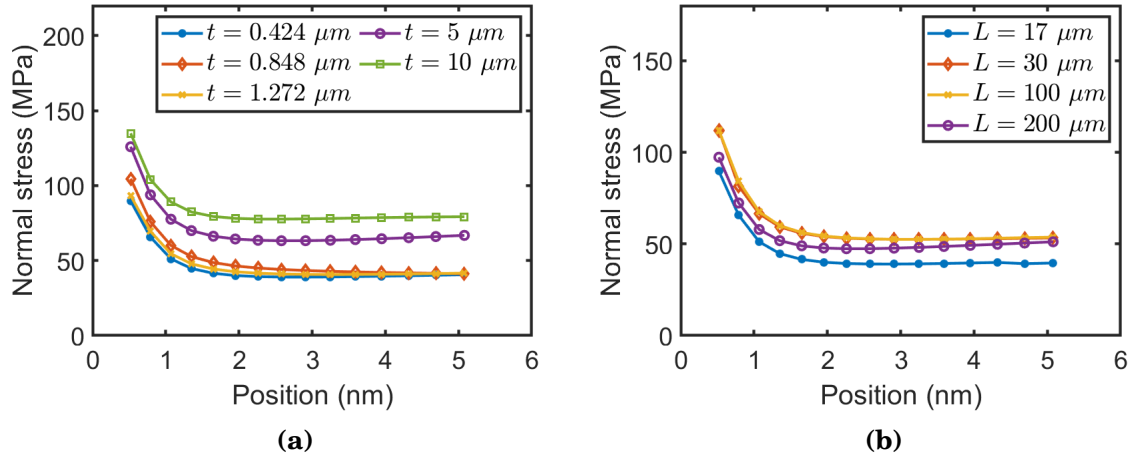 Normal stress (MPa)
200
150
100
50
0
t = 0.424 μm t = 5 μm
t = 0.848 μm t = 10 μm
t = 1.272 μm
0 1 2 3 4 5 6
Position (nm)
(a)
Normal stress (MPa)
150
100
50
0
L = 17 μm
L = 30 μm
L = 100 μm
L = 200 μm
0 1 2 3 4 5 6
Position (nm)
(b)